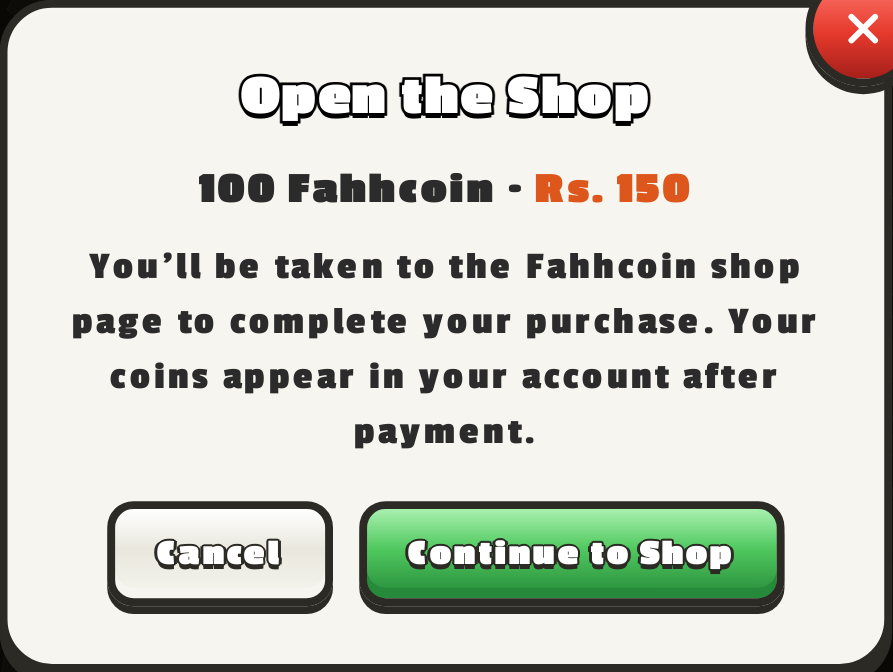 Open the Shop
100 Fahhcoin - Rs. 150
You’ll be taken to the Fahhcoin shop
page to complete your purchase. Your
coins appear in your account after
payment.
Cancel
Continue to Shop